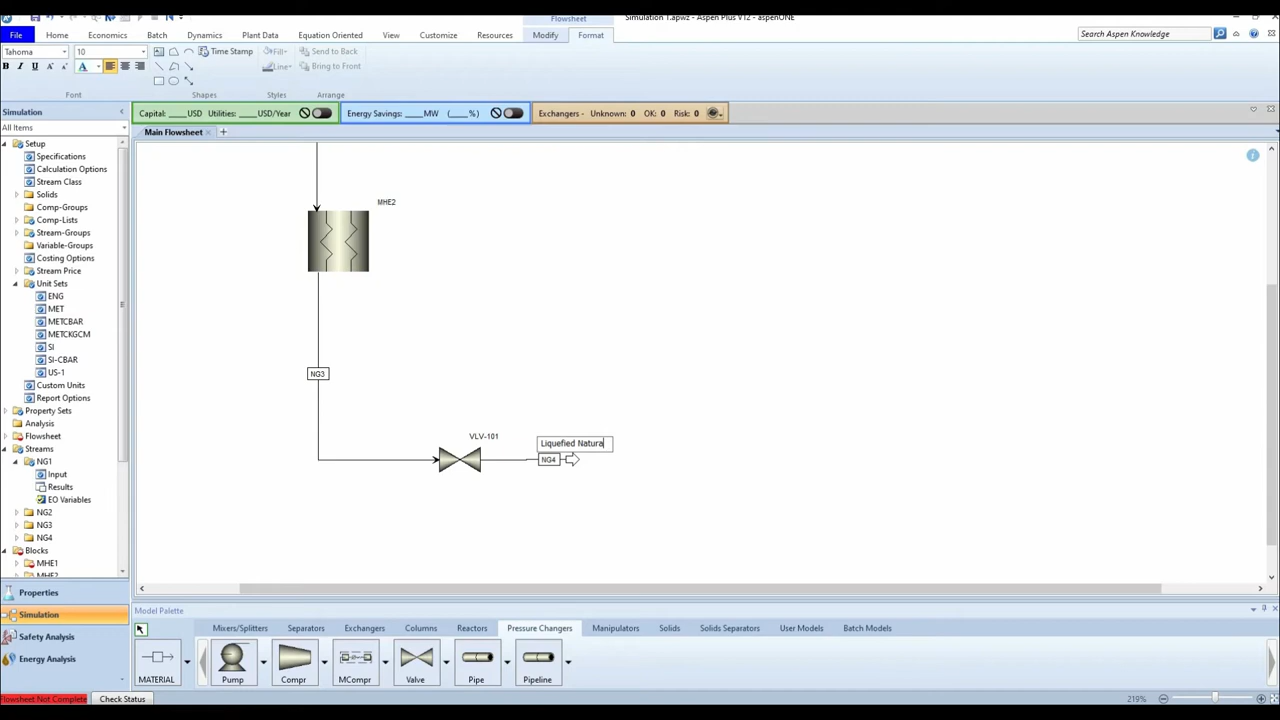 Flowsheet
Simulation 1.apwz - Aspen Plus V12 - aspenONE
File Home Economics Batch Dynamics Plant Data Equation Oriented View Customize Resources Modify Format
Search Aspen Knowledge
Tahoma 10
Time Stamp
Fill
Line
Send to Back
Bring to Front
B I U A A A
Font Shapes Styles Arrange
Simulation
All Items
Setup
Specifications
Calculation Options
Stream Class
Solids
Comp-Groups
Comp-Lists
Stream-Groups
Variable-Groups
Costing Options
Stream Price
Unit Sets
ENG
MET
METCBAR
METCKGCM
SI
SI-CBAR
US-1
Custom Units
Report Options
Property Sets
Analysis
Flowsheet
Streams
NG1
Input
Results
EO Variables
NG2
NG3
NG4
Blocks
MHE1
MHE2
Properties
Simulation
Safety Analysis
Energy Analysis
Capital: ____USD Utilities: ____USD/Year
Energy Savings: ____MW (____%)
Exchangers - Unknown: 0 OK: 0 Risk: 0
Main Flowsheet
MHE2
NG3
VLV-101
Liquefied Natura
NG4
Model Palette
Mixers/Splitters Separators Exchangers Columns Reactors Pressure Changers Manipulators Solids Solids Separators User Models Batch Models
MATERIAL Pump Compr MCompr Valve Pipe Pipeline
Flowsheet Not Complete Check Status
219%